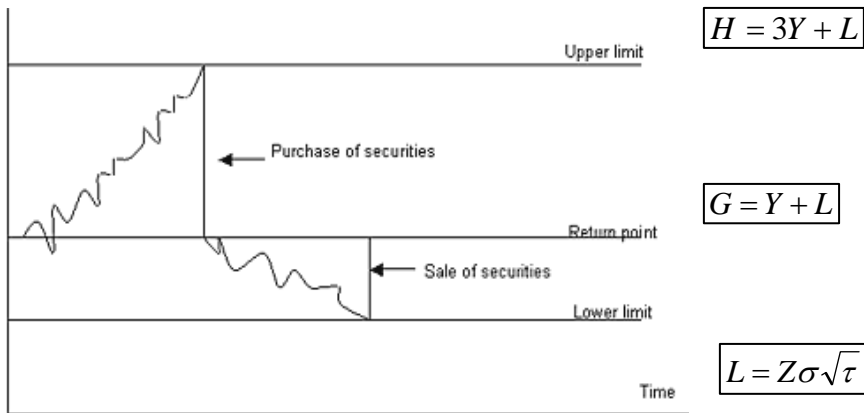 H = 3Y + L
Upper limit
Purchase of securities
G = Y + L
Return point
Sale of securities
Lower limit
L = Zσ√τ
Time